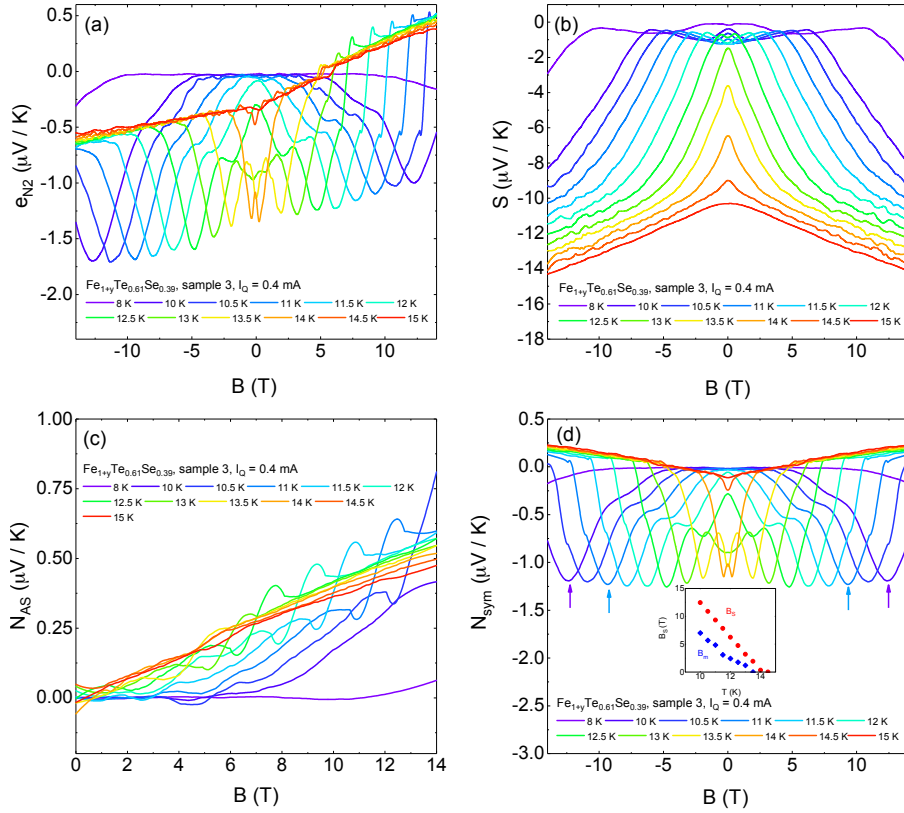 (a)
0.5
0.0
-0.5
-1.0
-1.5
-2.0
e_N2 (μV / K)
Fe1+yTe0.61Se0.39, sample 3, IQ = 0.4 mA
8 K 10 K 10.5 K 11 K 11.5 K 12 K
12.5 K 13 K 13.5 K 14 K 14.5 K 15 K
-10 -5 0 5 10
B (T)
(b)
0
-2
-4
-6
-8
-10
-12
-14
-16
-18
S (μV / K)
Fe1+yTe0.61Se0.39, sample 3, IQ = 0.4 mA
8 K 10 K 10.5 K 11 K 11.5 K 12 K
12.5 K 13 K 13.5 K 14 K 14.5 K 15 K
-10 -5 0 5 10
B (T)
(c)
1.00
0.75
0.50
0.25
0.00
N_AS (μV / K)
Fe1+yTe0.61Se0.39, sample 3, IQ = 0.4 mA
8 K 10 K 10.5 K 11 K 11.5 K 12 K
12.5 K 13 K 13.5 K 14 K 14.5 K
15 K
0 2 4 6 8 10 12 14
B (T)
(d)
0.5
0.0
-0.5
-1.0
-1.5
-2.0
-2.5
-3.0
N_sym (μV / K)
15
10
5
0
B_S (T)
B_S
B_m
10 12 14
T (K)
Fe1+yTe0.61Se0.39, sample 3, IQ = 0.4 mA
8 K 10 K 10.5 K 11 K 11.5 K 12 K
12.5 K 13 K 13.5 K 14 K 14.5 K 15 K
-10 -5 0 5 10
B (T)